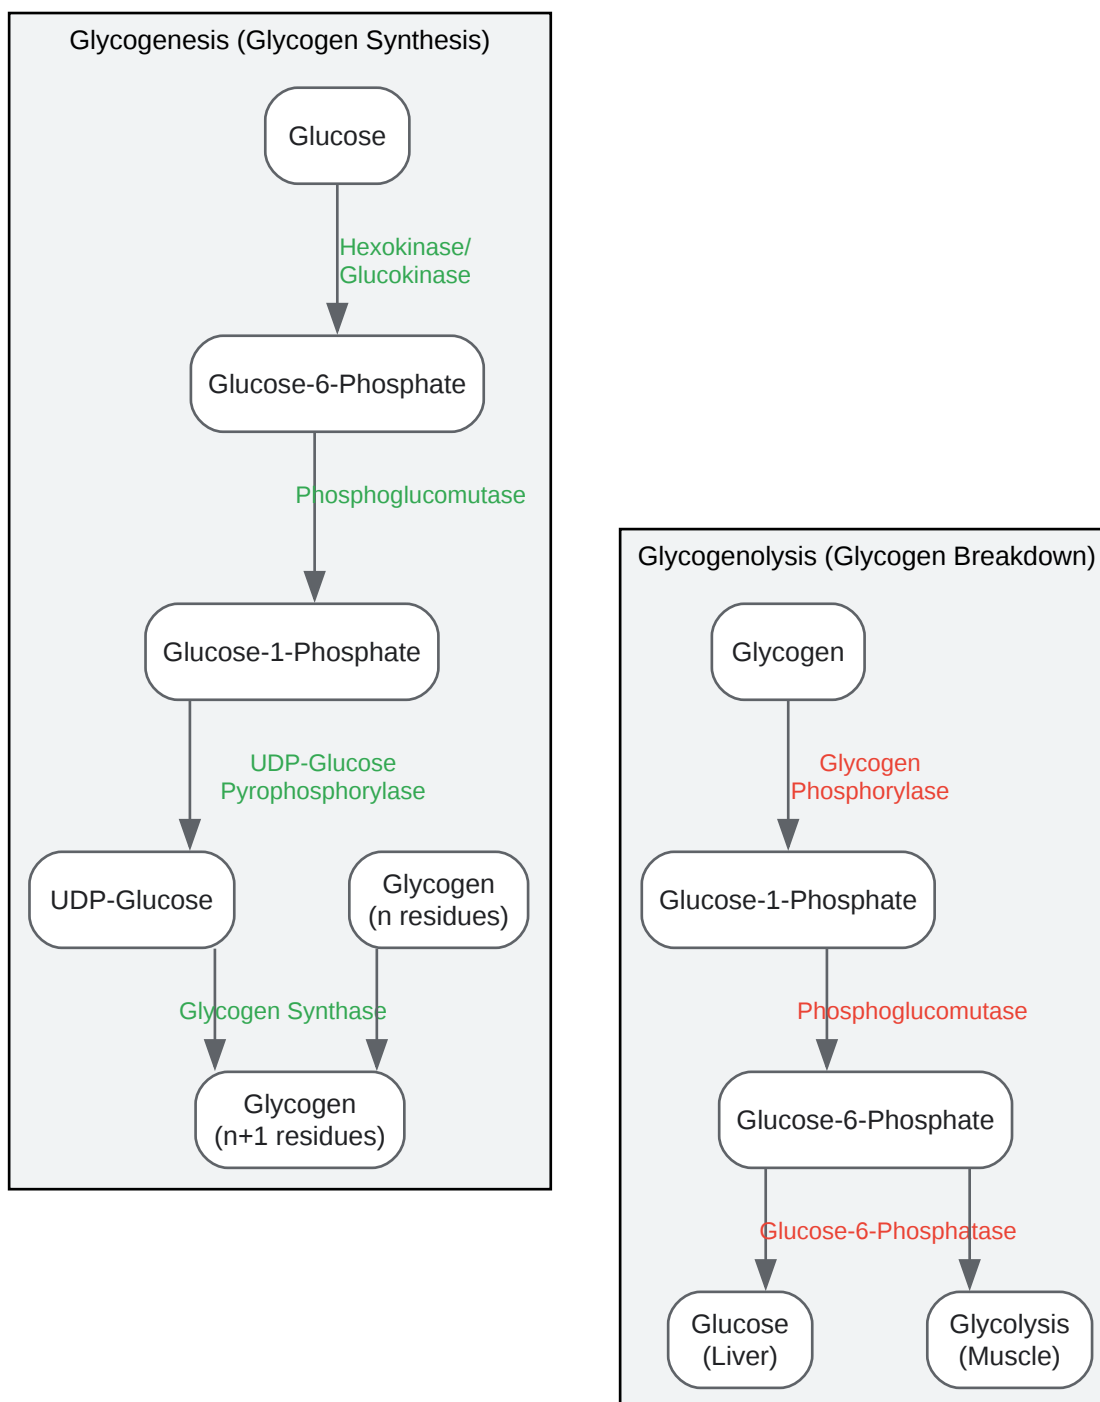 Glycogenesis (Glycogen Synthesis)
Glucose
Hexokinase/
Glucokinase
Glucose-6-Phosphate
Phosphoglucomutase
Glucose-1-Phosphate
UDP-Glucose
Pyrophosphorylase
UDP-Glucose
Glycogen
(n residues)
Glycogen Synthase
Glycogen
(n+1 residues)
Glycogenolysis (Glycogen Breakdown)
Glycogen
Glycogen
Phosphorylase
Glucose-1-Phosphate
Phosphoglucomutase
Glucose-6-Phosphate
Glucose-6-Phosphatase
Glucose
(Liver)
Glycolysis
(Muscle)